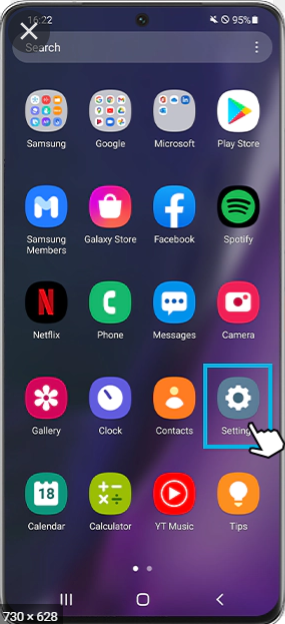 16:22
95%
Search
Samsung
Google
Microsoft
Play Store
Samsung
Members
Galaxy Store
Facebook
Spotify
Netflix
Phone
Messages
Camera
Gallery
Clock
Contacts
Setting
18
Calendar
Calculator
YT Music
Tips
730 × 628